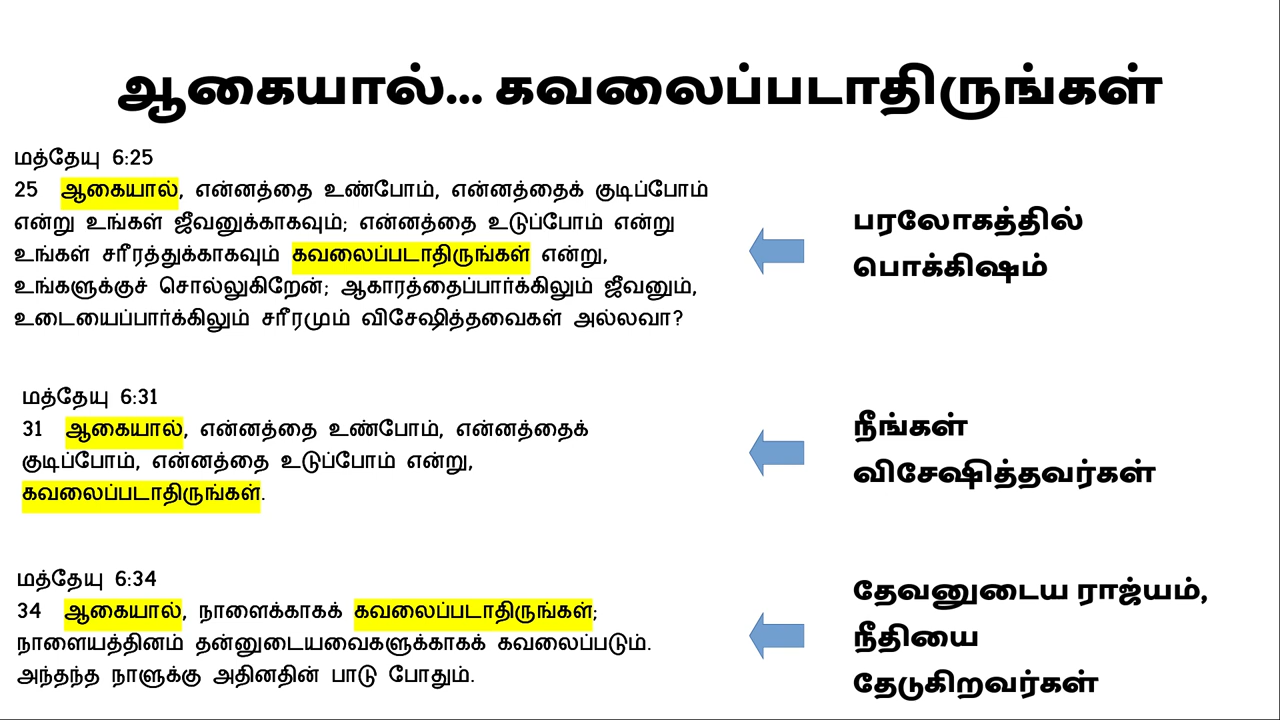 ஆகையால்... கவலைப்படாதிருங்கள்
மத்தேயு 6:25
25 ஆகையால், என்னத்தை உண்போம், என்னத்தைக் குடிப்போம்
என்று உங்கள் ஜீவனுக்காகவும்; என்னத்தை உடுப்போம் என்று
உங்கள் சரீரத்துக்காகவும் கவலைப்படாதிருங்கள் என்று,
உங்களுக்குச் சொல்லுகிறேன்; ஆகாரத்தைப்பார்க்கிலும் ஜீவனும்,
உடையைப்பார்க்கிலும் சரீரமும் விசேஷித்தவைகள் அல்லவா?
பரலோகத்தில்
பொக்கிஷம்
மத்தேயு 6:31
31 ஆகையால், என்னத்தை உண்போம், என்னத்தைக்
குடிப்போம், என்னத்தை உடுப்போம் என்று,
கவலைப்படாதிருங்கள்.
நீங்கள்
விசேஷித்தவர்கள்
மத்தேயு 6:34
34 ஆகையால், நாளைக்காகக் கவலைப்படாதிருங்கள்;
நாளையத்தினம் தன்னுடையவைகளுக்காகக் கவலைப்படும்.
அந்தந்த நாளுக்கு அதினதின் பாடு போதும்.
தேவனுடைய ராஜ்யம்,
நீதியை
தேடுகிறவர்கள்